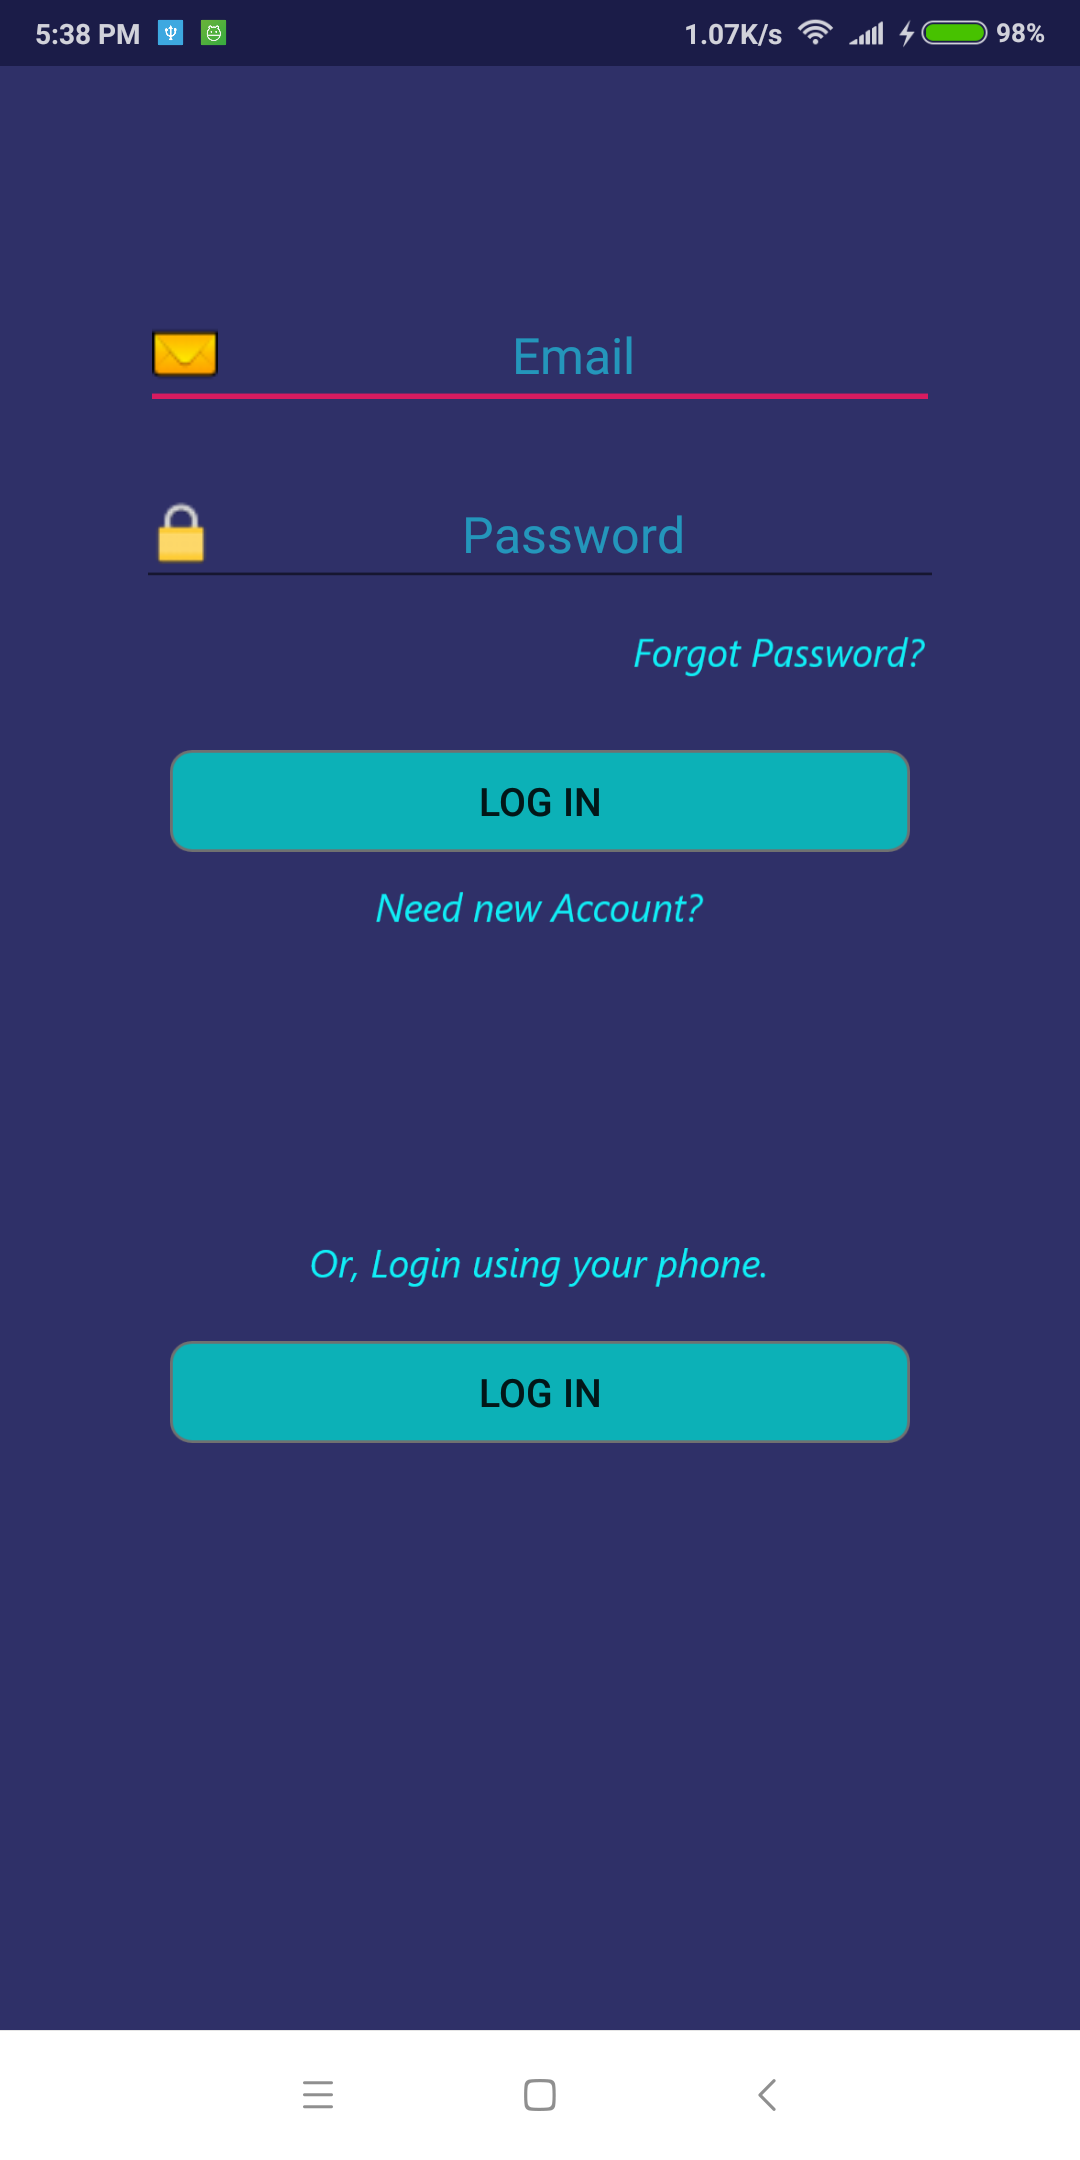 5:38 PM 1.07K/s 98%
Email
Password
Forgot Password?
LOG IN
Need new Account?
Or, Login using your phone.
LOG IN